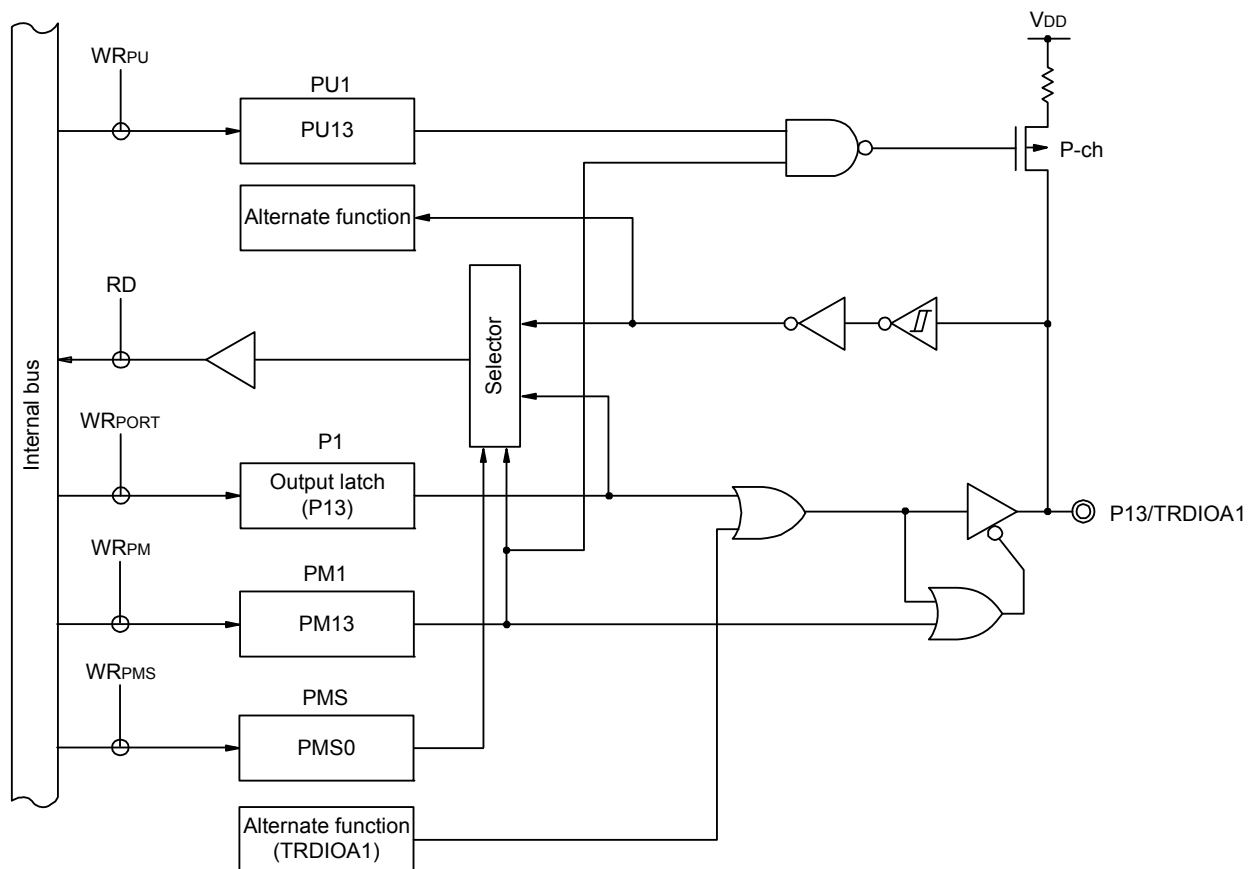 VDD
WRPU
PU1
PU13
P-ch
Alternate function
RD
Selector
Internal bus
WRPORT
P1
Output latch
(P13)
P13/TRDIOA1
WRPM
PM1
PM13
WRPMS
PMS
PMS0
Alternate function
(TRDIOA1)